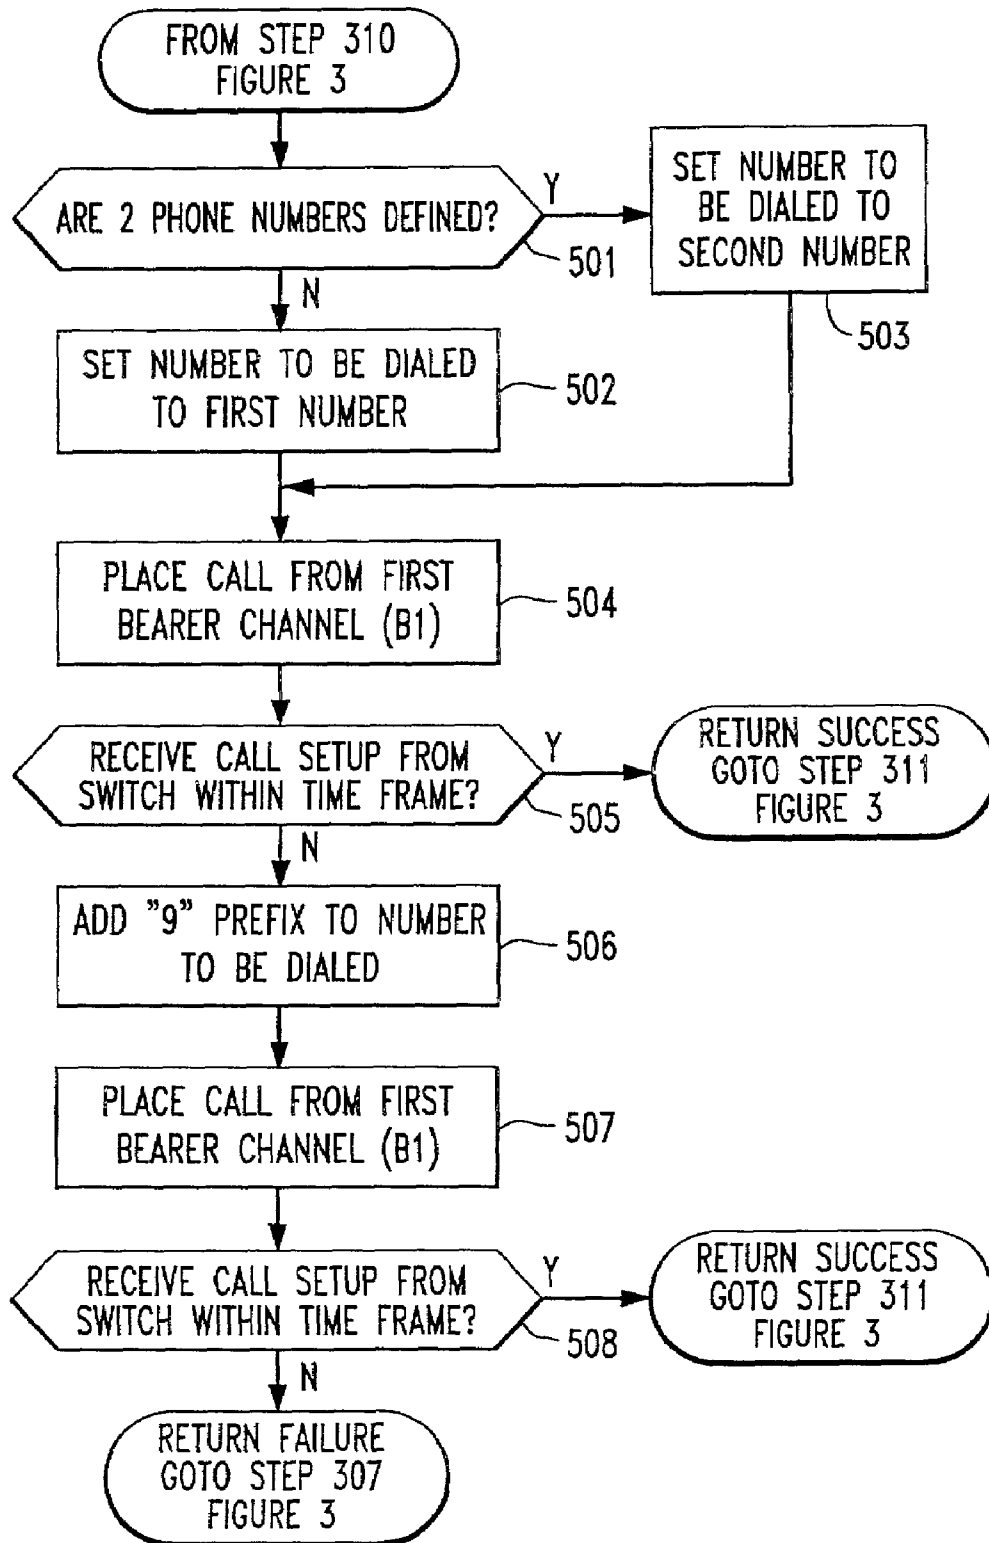 FROM STEP 310
FIGURE 3
ARE 2 PHONE NUMBERS DEFINED?
Y
501
SET NUMBER TO
BE DIALED TO
SECOND NUMBER
503
N
SET NUMBER TO BE DIALED
TO FIRST NUMBER
502
PLACE CALL FROM FIRST
BEARER CHANNEL (B1)
504
RECEIVE CALL SETUP FROM
SWITCH WITHIN TIME FRAME?
Y
505
RETURN SUCCESS
GOTO STEP 311
FIGURE 3
N
ADD "9" PREFIX TO NUMBER
TO BE DIALED
506
PLACE CALL FROM FIRST
BEARER CHANNEL (B1)
507
RECEIVE CALL SETUP FROM
SWITCH WITHIN TIME FRAME?
Y
508
RETURN SUCCESS
GOTO STEP 311
FIGURE 3
N
RETURN FAILURE
GOTO STEP 307
FIGURE 3